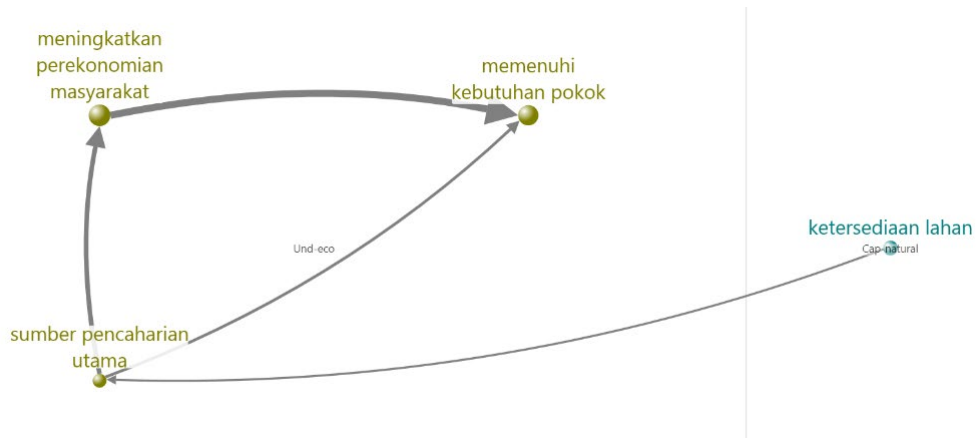 meningkatkan
perekonomian
masyarakat
memenuhi
kebutuhan pokok
Und-eco
ketersediaan lahan
Cap-natural
sumber pencaharian
utama